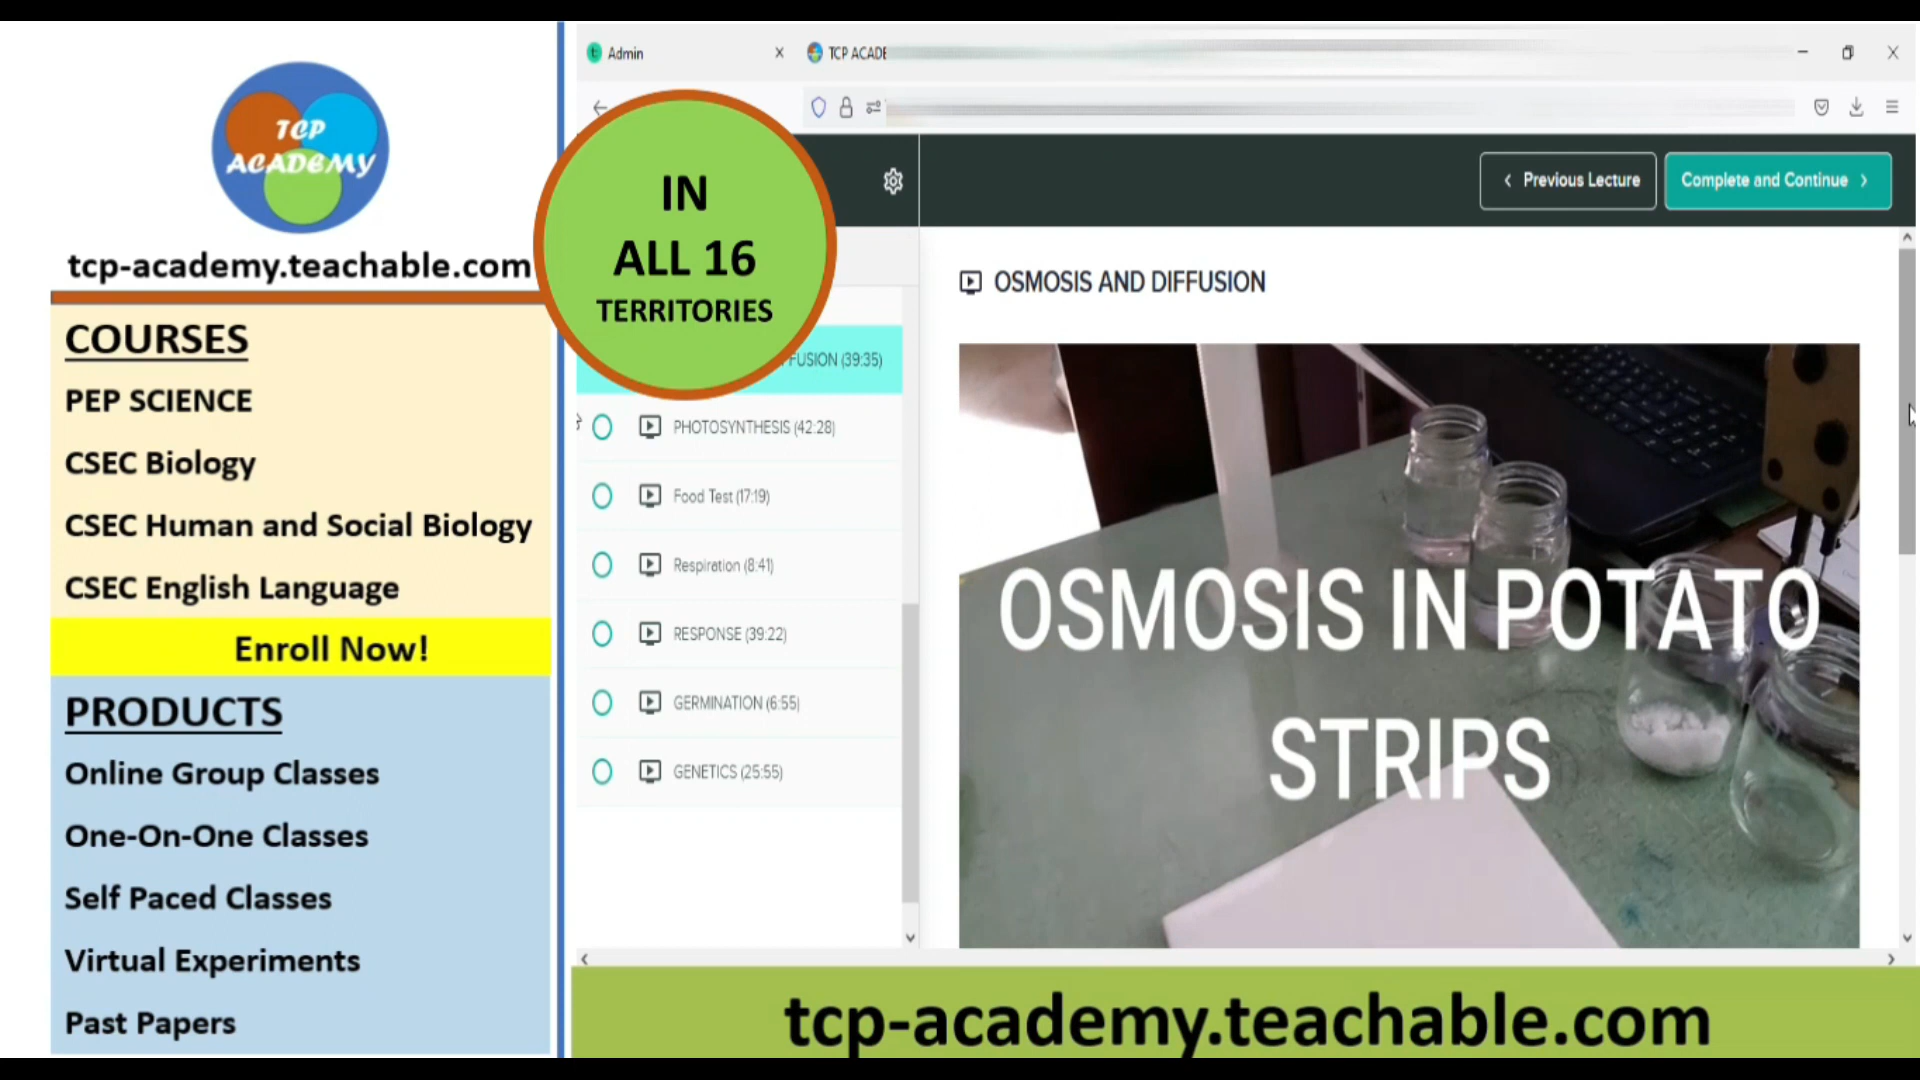 TCP
ACADEMY
tcp-academy.teachable.com
COURSES
PEP SCIENCE
CSEC Biology
CSEC Human and Social Biology
CSEC English Language
Enroll Now!
PRODUCTS
Online Group Classes
One-On-One Classes
Self Paced Classes
Virtual Experiments
Past Papers
IN
ALL 16
TERRITORIES
Admin
TCP ACADE
Previous Lecture
Complete and Continue
FUSION (39:35)
PHOTOSYNTHESIS (42:28)
Food Test (17:19)
Respiration (8:41)
RESPONSE (39:22)
GERMINATION (6:55)
GENETICS (25:55)
OSMOSIS AND DIFFUSION
OSMOSIS IN POTATO
STRIPS
tcp-academy.teachable.com